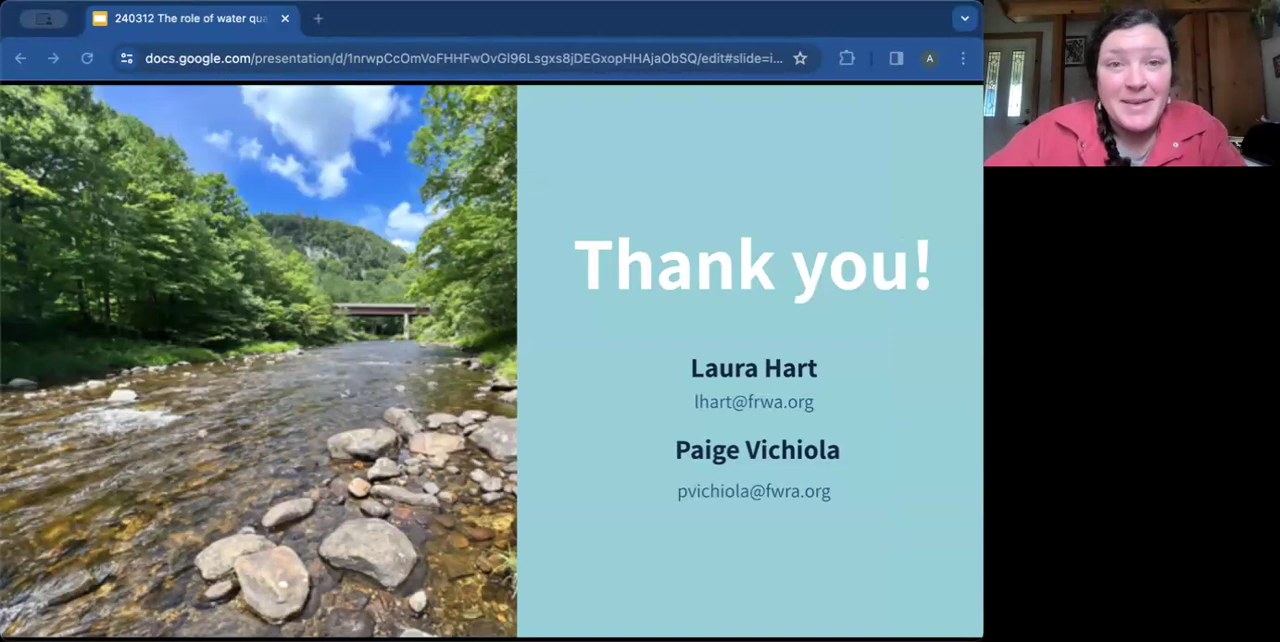 240312 The role of water qua
docs.google.com/presentation/d/1nrwpCcOmVoFHHFwOvGl96Lsgxs8jDEGxopHHAjaObSQ/edit#slide=i...
A
Thank you!
Laura Hart
lhart@frwa.org
Paige Vichiola
pvichiola@fwra.org